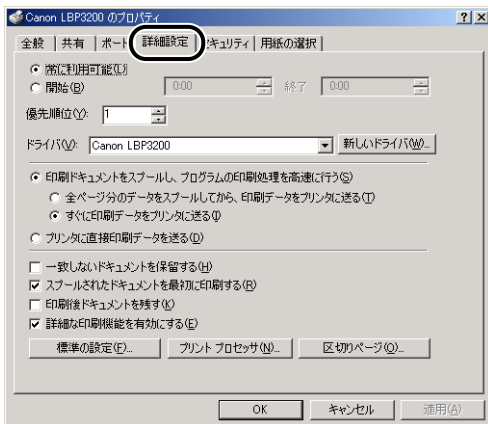 Canon LBP3200 のプロパティ
全般 共有 ポート 詳細設定 キュリティ 用紙の選択
常に利用可能(L)
開始(B) 0:00 終了 0:00
優先順位(Y): 1
ドライバ(V): Canon LBP3200 新しいドライバ(W)...
印刷ドキュメントをスプールし、プログラムの印刷処理を高速に行う(S)
全ページ分のデータをスプールしてから、印刷データをプリンタに送る(T)
すぐに印刷データをプリンタに送る(I)
プリンタに直接印刷データを送る(D)
一致しないドキュメントを保留する(H)
スプールされたドキュメントを最初に印刷する(R)
印刷後ドキュメントを残す(K)
詳細な印刷機能を有効にする(E)
標準の設定(F)... プリント プロセッサ(N)... 区切りページ(O)...
OK キャンセル 適用(A)